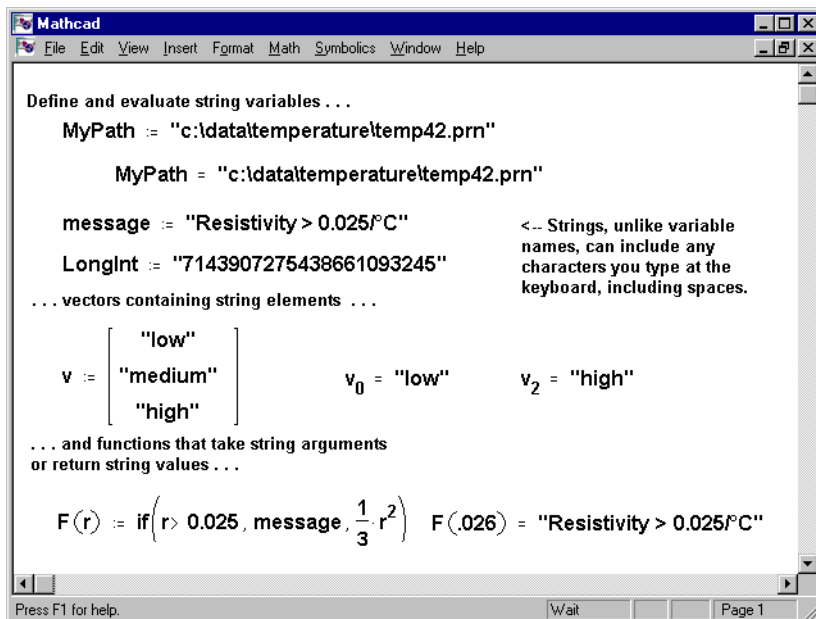 Mathcad
File Edit View Insert Format Math Symbolics Window Help
Define and evaluate string variables . . .
MyPath := "c:\data\temperature\temp42.prn"
MyPath = "c:\data\temperature\temp42.prn"
message := "Resistivity > 0.025/°C"
LongInt := "7143907275438661093245"
<-- Strings, unlike variable
names, can include any
characters you type at the
keyboard, including spaces.
. . . vectors containing string elements . . .
v := ["low" "medium" "high"] v₀ = "low" v₂ = "high"
. . . and functions that take string arguments
or return string values . . .
F(r) := if(r> 0.025 , message , 1/3 · r²) F(.026) = "Resistivity > 0.025/°C"
Press F1 for help. Wait Page 1